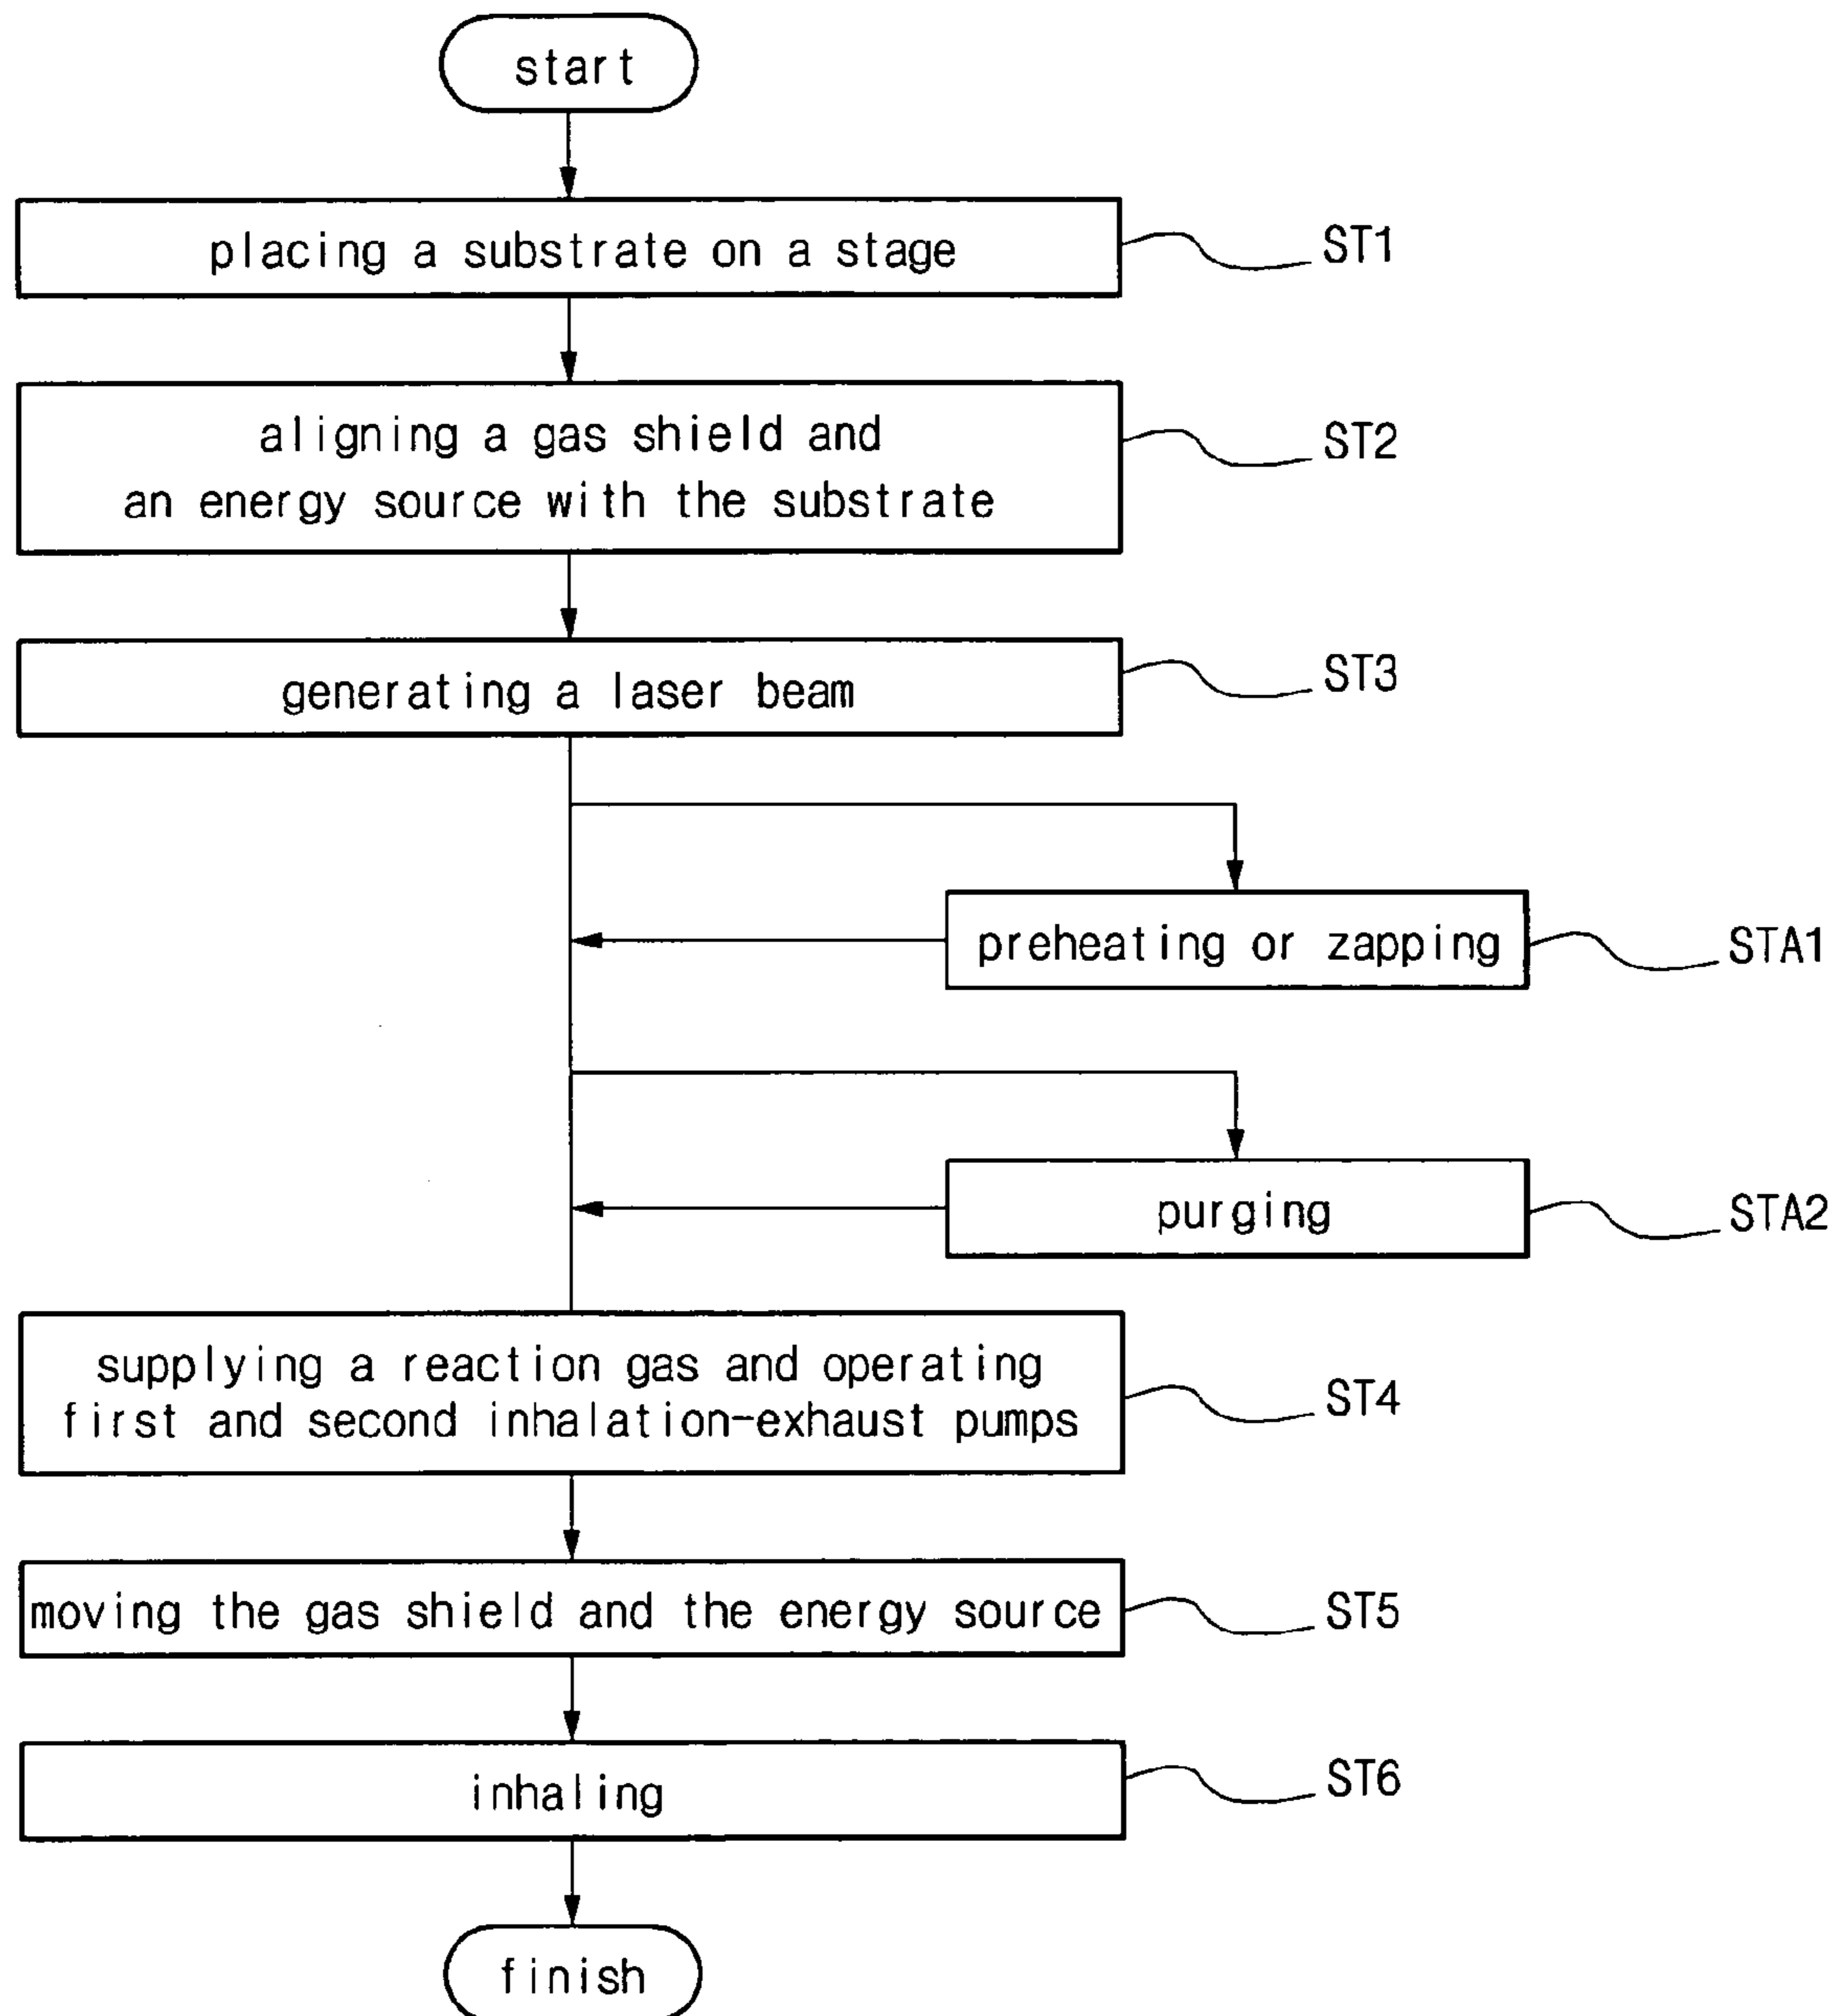 start
placing a substrate on a stage
ST1
aligning a gas shield and
an energy source with the substrate
ST2
generating a laser beam
ST3
preheating or zapping
STA1
purging
STA2
supplying a reaction gas and operating
first and second inhalation-exhaust pumps
ST4
moving the gas shield and the energy source
ST5
inhaling
ST6
finish